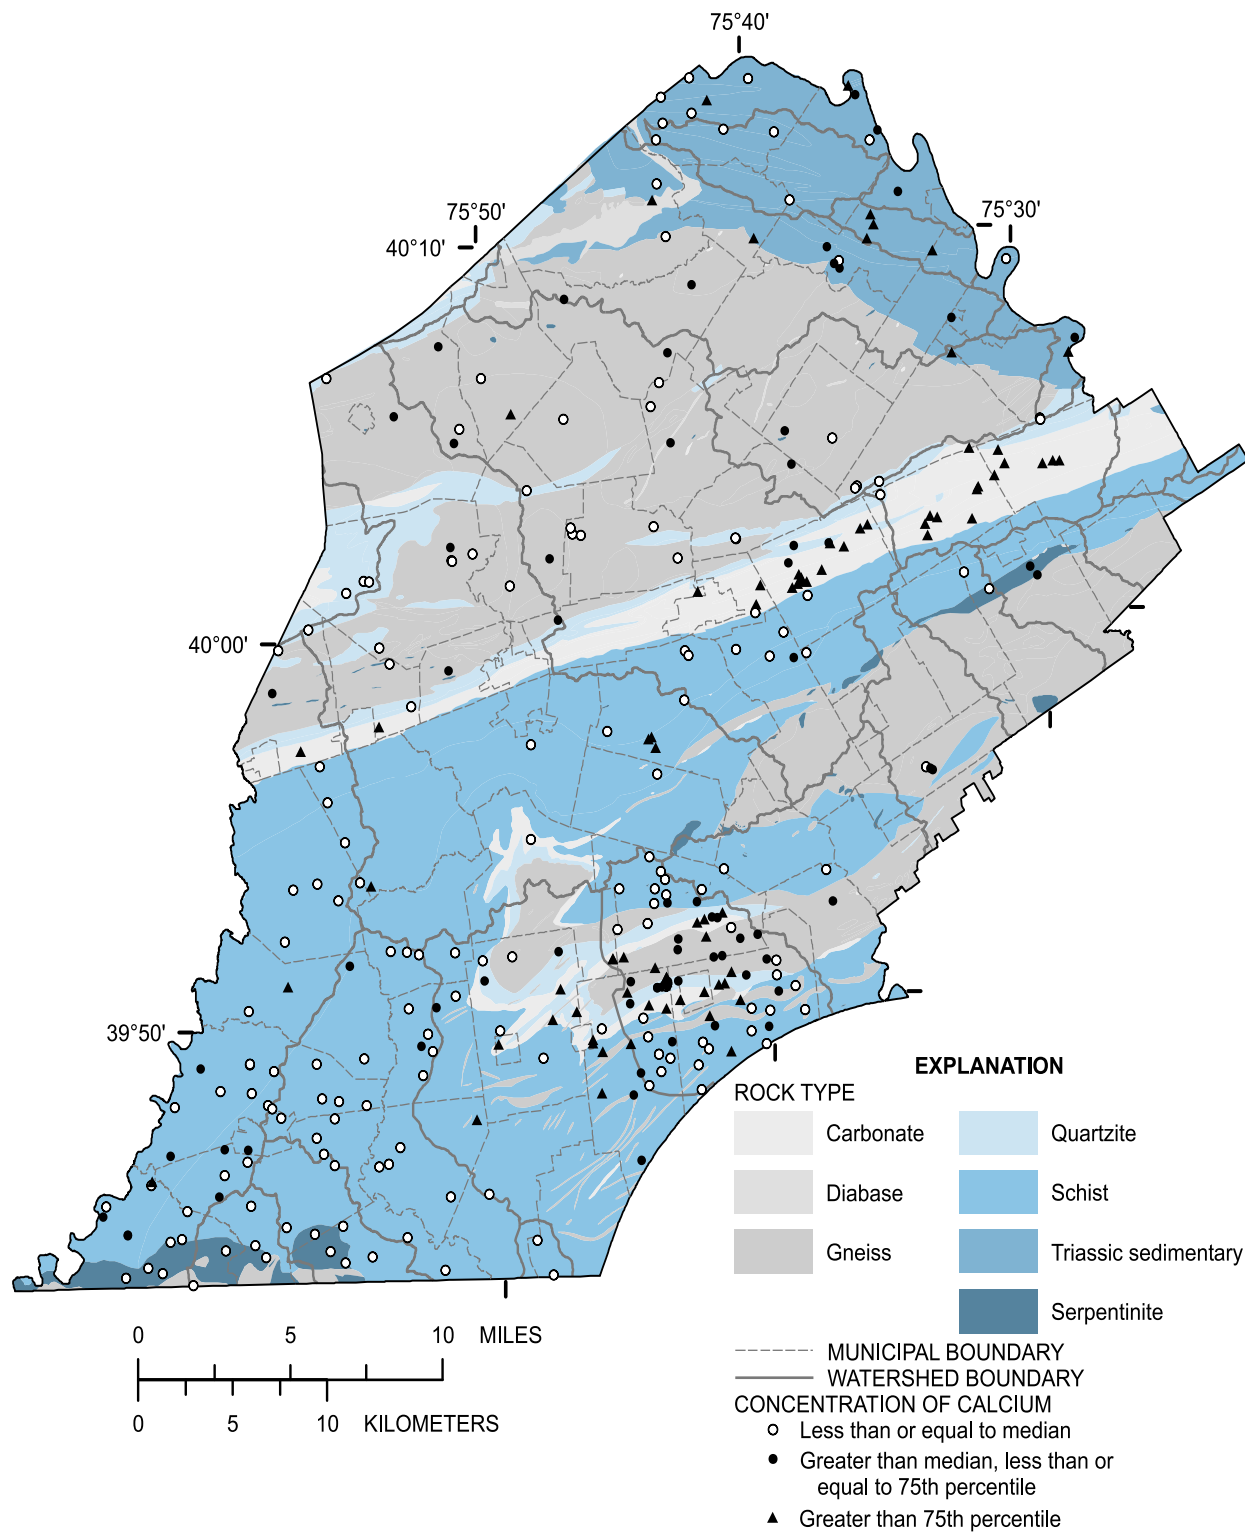 75°40'
75°50'
75°30'
40°10'
40°00'
39°50'
EXPLANATION
ROCK TYPE
Carbonate
Quartzite
Diabase
Schist
Gneiss
Triassic sedimentary
Serpentinite
0 5 10 MILES
0 5 10 KILOMETERS
MUNICIPAL BOUNDARY
WATERSHED BOUNDARY
CONCENTRATION OF CALCIUM
Less than or equal to median
Greater than median, less than or
equal to 75th percentile
Greater than 75th percentile